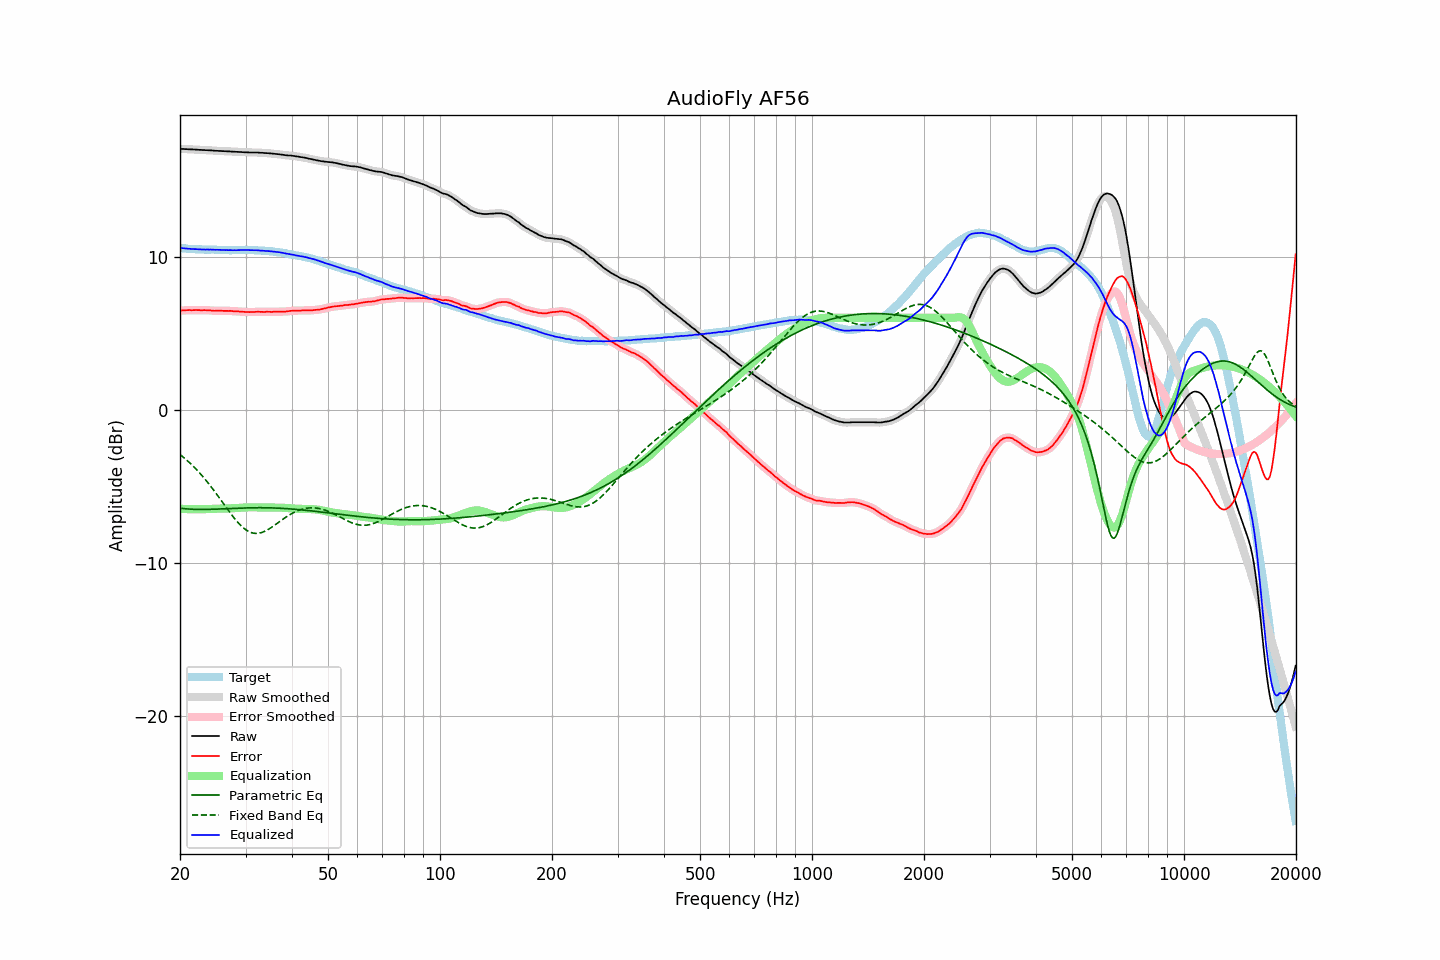 AudioFly AF56
Amplitude (dBr)
10
0
−10
−20
Target
Raw Smoothed
Error Smoothed
Raw
Error
Equalization
Parametric Eq
Fixed Band Eq
Equalized
20 50 100 200 500 1000 2000 5000 10000 20000
Frequency (Hz)